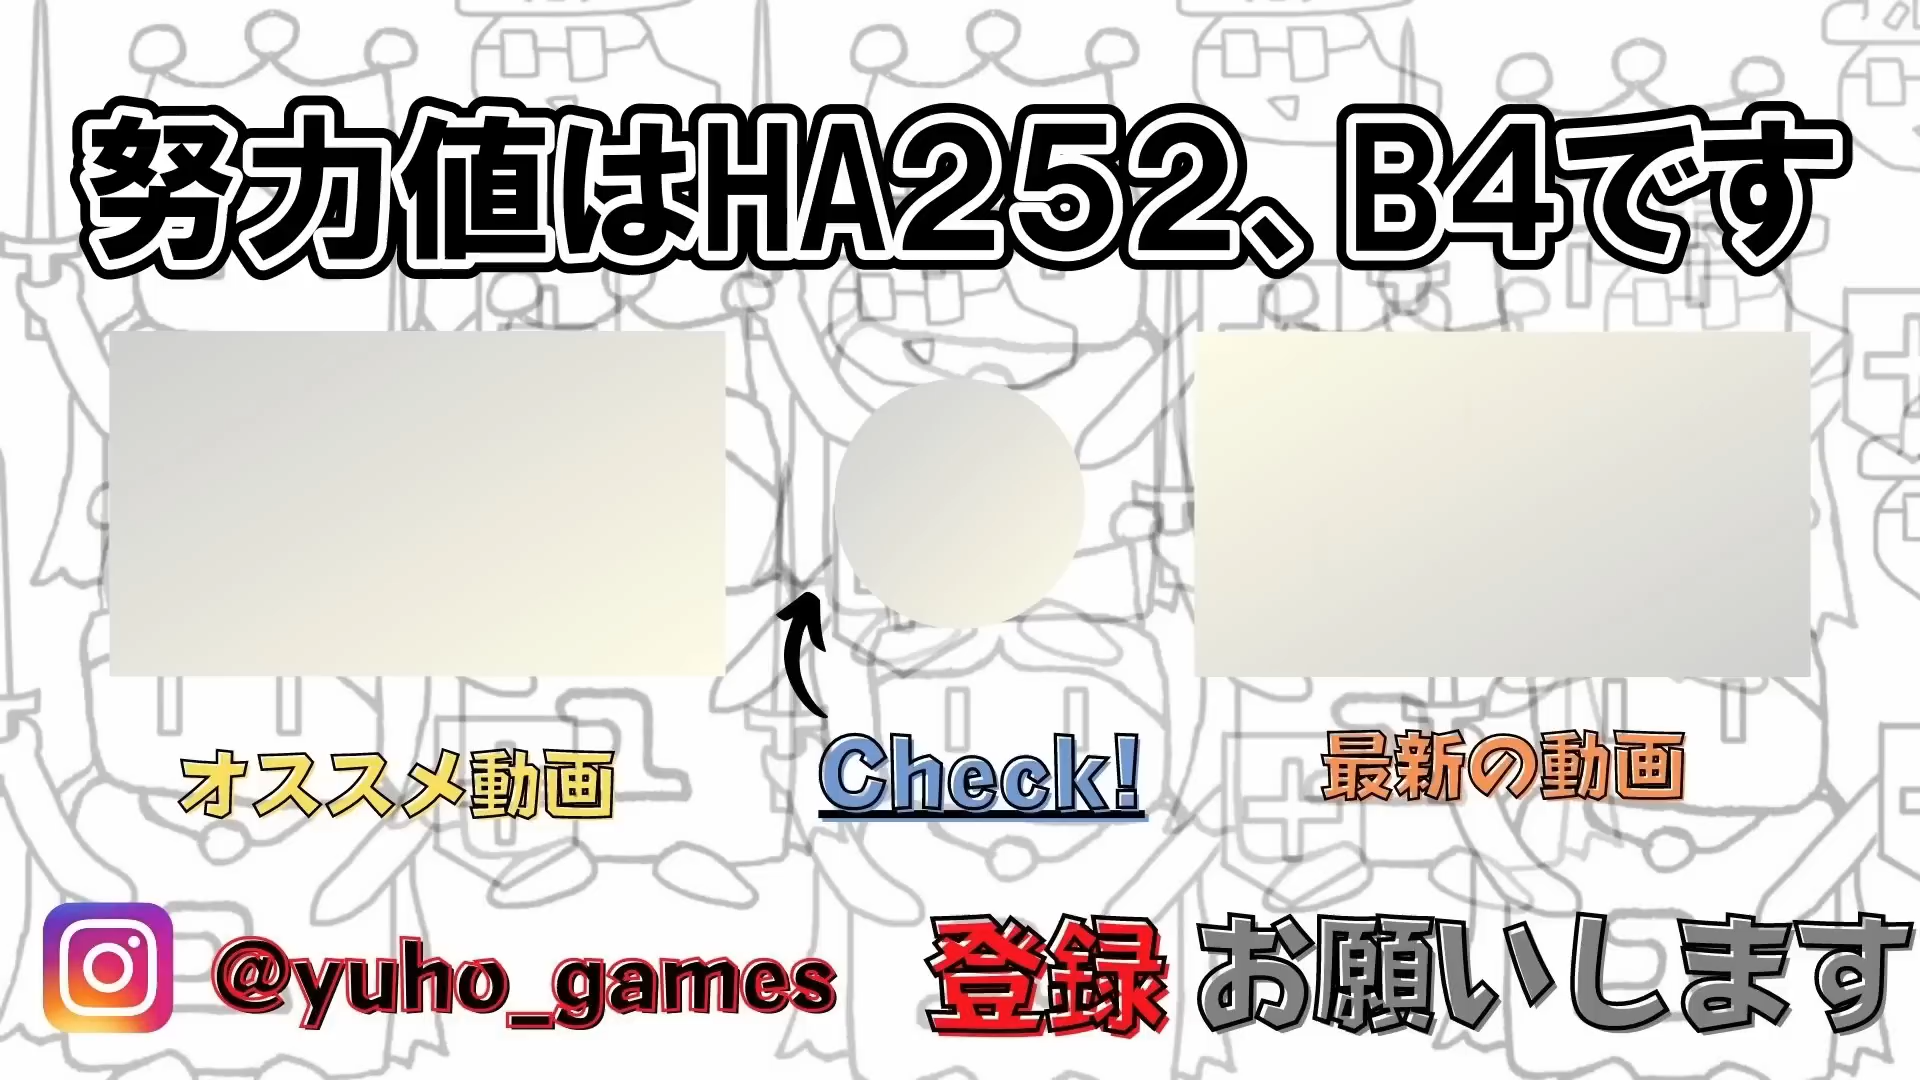 努力値はHA252、B4です
オススメ動画
Check!
最新の動画
@yuho_games
登録 お願いします